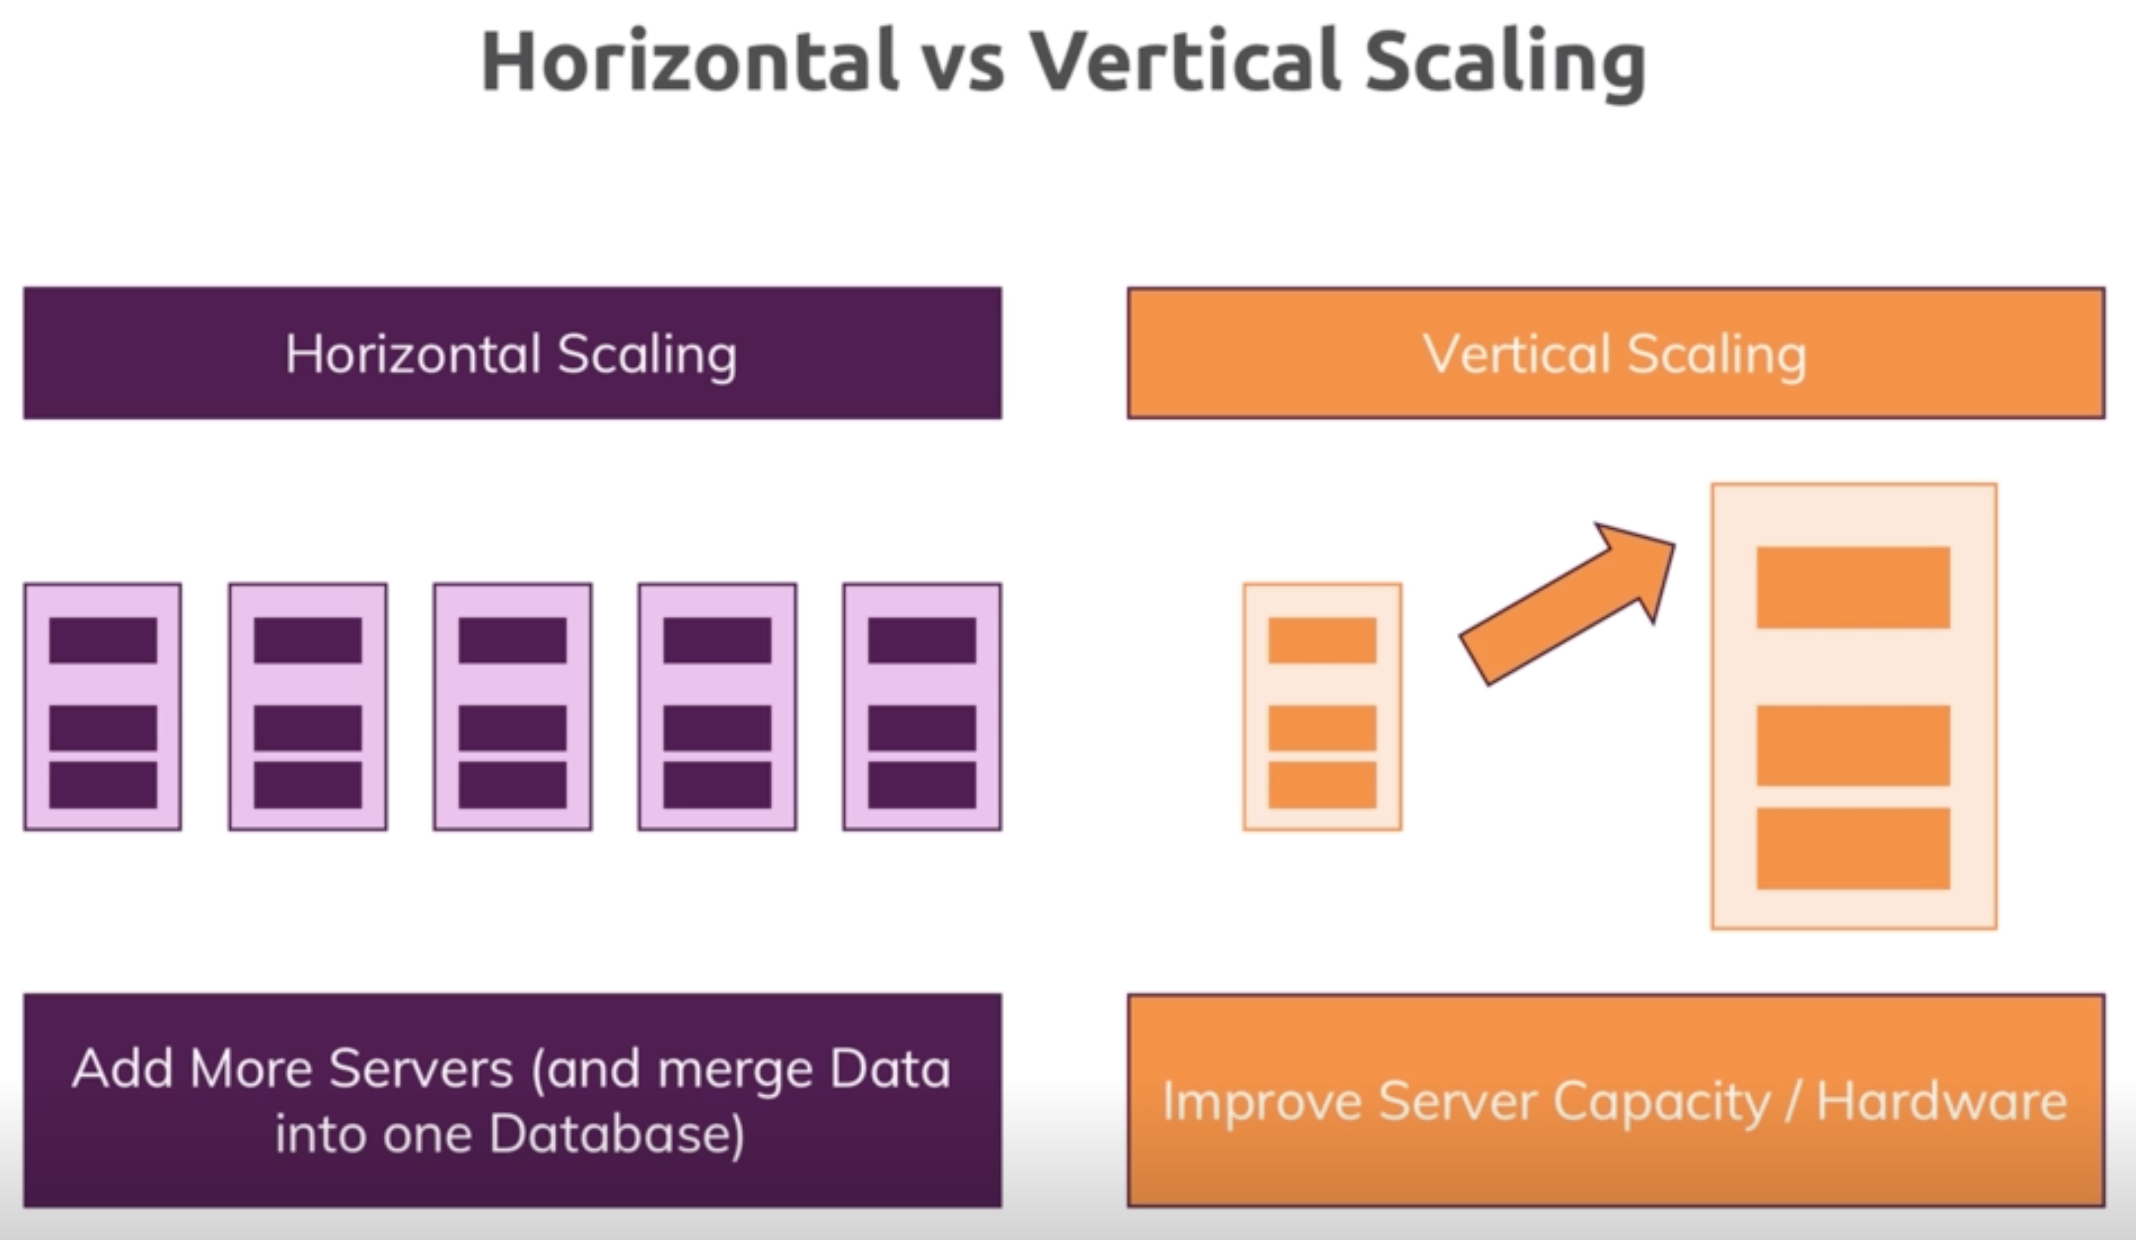 Horizontal vs Vertical Scaling
Horizontal Scaling
Vertical Scaling
Add More Servers (and merge Data
into one Database)
Improve Server Capacity / Hardware